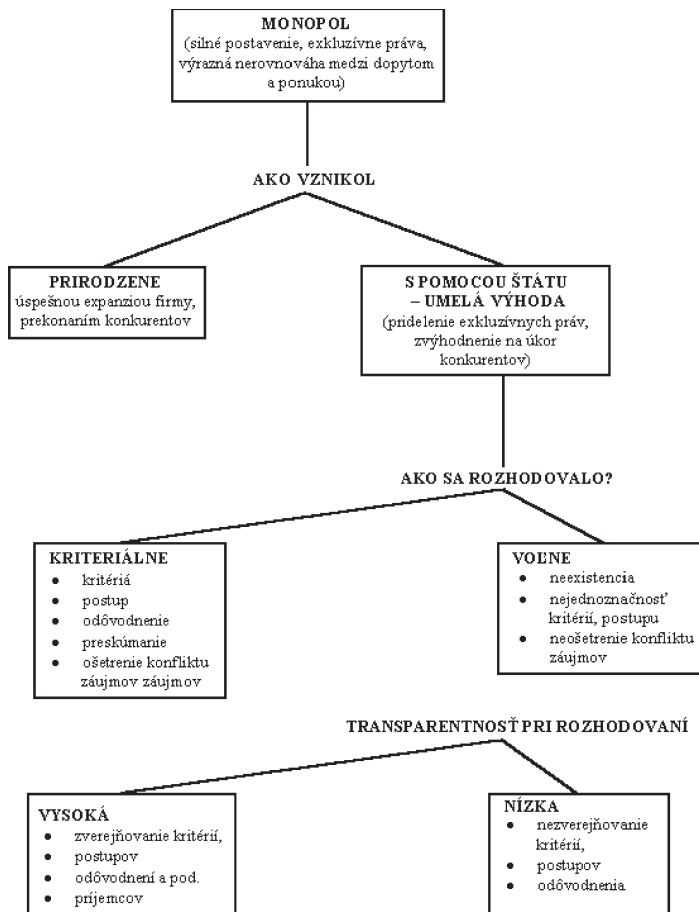 MONOPOL
(silné postavenie, exkluzívne práva,
výrazná nerovnováha medzi dopytom
a ponukou)
AKO VZNIKOL
PRIRODZENE
úspešnou expanziou firmy,
prekonaním konkurentov
S POMOCOU ŠTÁTU
– UMELÁ VÝHODA
(pridelenie exkluzívnych práv,
zvýhodnenie na úkor
konkurentov)
AKO SA ROZHODOVALO?
KRITERIÁLNE
• kritériá
• postup
• odôvodnenie
• preskúmanie
• ošetrenie konfliktu
záujmov záujmov
VOĽNE
• neexistencia
• nejednoznačnosť
kritérií, postupu
• neošetrenie konfliktu
záujmov
TRANSPARENTNOSŤ PRI ROZHODOVANÍ
VYSOKÁ
• zverejňovanie kritérií,
• postupov
• odôvodnení a pod.
• príjemcov
NÍZKA
• nezverejňovanie
kritérií,
• postupov
• odôvodnenia